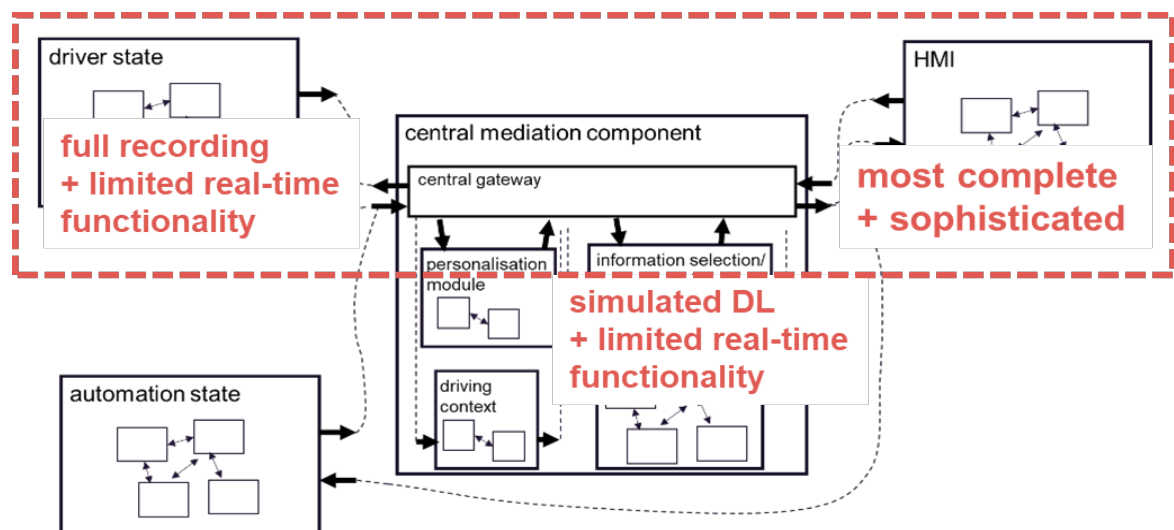 driver state
full recording
+ limited real-time
functionality
central mediation component
central gateway
personalisation
module
information selection/
simulated DL
+ limited real-time
functionality
driving
context
HMI
most complete
+ sophisticated
automation state